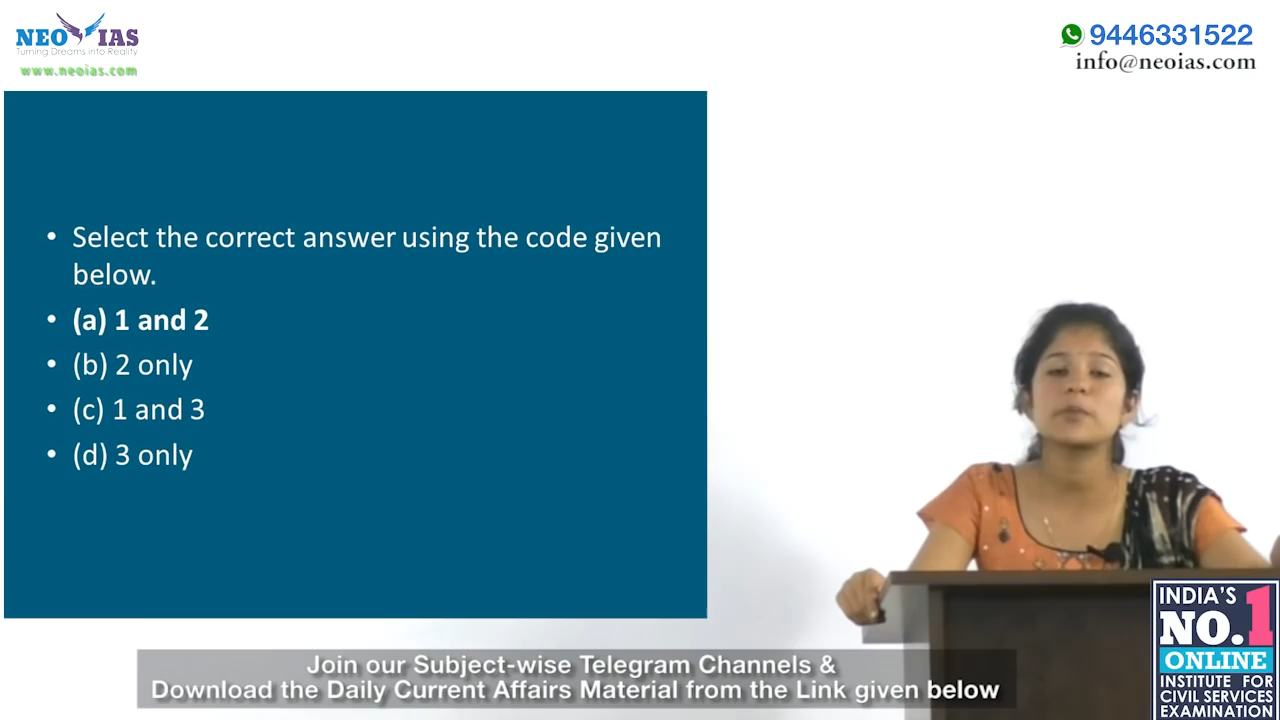 NEO IAS
Turning Dreams into Reality
www.neoias.com
9446331522
info@neoias.com
• Select the correct answer using the code given
below.
• (a) 1 and 2
• (b) 2 only
• (c) 1 and 3
• (d) 3 only
INDIA'S
NO.1
ONLINE
INSTITUTE FOR
CIVIL SERVICES
EXAMINATION
Join our Subject-wise Telegram Channels &
Download the Daily Current Affairs Material from the Link given below